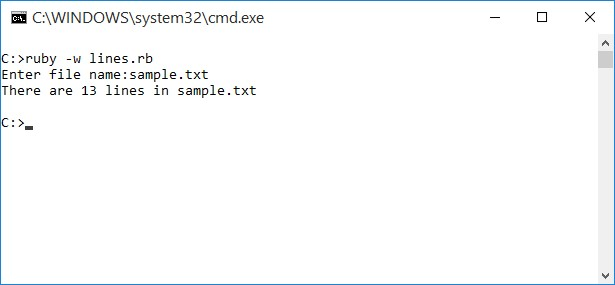 C:\WINDOWS\system32\cmd.exe
C:>ruby -w lines.rb
Enter file name:sample.txt
There are 13 lines in sample.txt
C:>